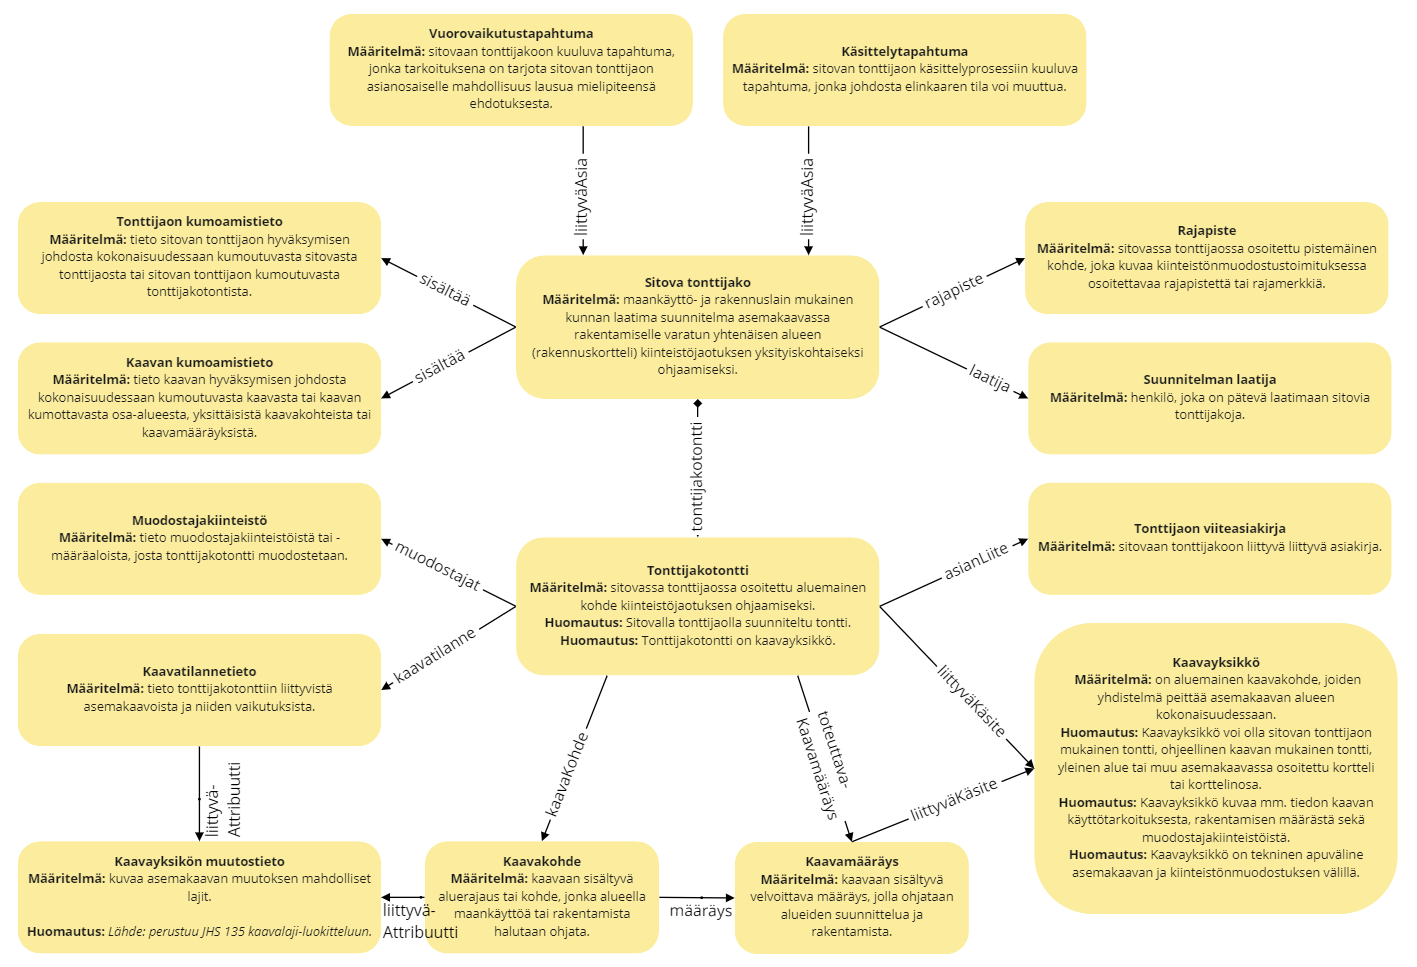 Vuorovaikutustapahtuma
Määritelmä: sitovaan tonttijakoon kuuluva tapahtuma,
jonka tarkoituksena on tarjota sitovan tonttijaon
asianosaiselle mahdollisuus lausua mielipiteensä
ehdotuksesta.
Käsittelytapahtuma
Määritelmä: sitovan tonttijaon käsittelyprosessiin kuuluva
tapahtuma, jonka johdosta elinkaaren tila voi muuttua.
liittyväAsia
liittyväAsia
Tonttijaon kumoamistieto
Määritelmä: tieto sitovan tonttijaon hyväksymisen
johdosta kokonaisuudessaan kumoutuvasta sitovasta
tonttijaosta tai sitovan tonttijaon kumoutuvasta
tonttijakotontista.
sisältää
Sitova tonttijako
Määritelmä: maankäyttö- ja rakennuslain mukainen
kunnan laatima suunnitelma asemakaavassa
rakentamiselle varatun yhtenäisen alueen
(rakennuskortteli) kiinteistöjaotuksen yksityiskohtaiseksi
ohjaamiseksi.
rajapiste
Rajapiste
Määritelmä: sitovassa tonttijaossa osoitettu pistemäinen
kohde, joka kuvaa kiinteistönmuodostustoimituksessa
osoitettavaa rajapistettä tai rajamerkkiä.
Kaavan kumoamistieto
Määritelmä: tieto kaavan hyväksymisen johdosta
kokonaisuudessaan kumoutuvasta kaavasta tai kaavan
kumottavasta osa-alueesta, yksittäisistä kaavakohteista tai
kaavamääräyksistä.
sisältää
laatija
Suunnitelman laatija
Määritelmä: henkilö, joka on pätevä laatimaan sitovia
tonttijakoja.
tonttijakotontti
Muodostajakiinteistö
Määritelmä: tieto muodostajakiinteistöistä tai -
määräaloista, josta tonttijakotontti muodostetaan.
muodostajat
Tonttijakotontti
Määritelmä: sitovassa tonttijaossa osoitettu aluemainen
kohde kiinteistöjaotuksen ohjaamiseksi.
Huomautus: Sitovalla tonttijaolla suunniteltu tontti.
Huomautus: Tonttijakotontti on kaavayksikkö.
asianLiite
Tonttijaon viiteasiakirja
Määritelmä: sitovaan tonttijakoon liittyvä liittyvä asiakirja.
Kaavatilannetieto
Määritelmä: tieto tonttijakotonttiin liittyvistä
asemakaavoista ja niiden vaikutuksista.
kaavatilanne
liittyväKäsite
Kaavayksikkö
Määritelmä: on aluemainen kaavakohde, joiden
yhdistelmä peittää asemakaavan alueen
kokonaisuudessaan.
Huomautus: Kaavayksikkö voi olla sitovan tonttijaon
mukainen tontti, ohjeellinen kaavan mukainen tontti,
yleinen alue tai muu asemakaavassa osoitettu kortteli
tai korttelinosa.
Huomautus: Kaavayksikkö kuvaa mm. tiedon kaavan
käyttötarkoituksesta, rakentamisen määrästä sekä
muodostajakiinteistöistä.
Huomautus: Kaavayksikkö on tekninen apuväline
asemakaavan ja kiinteistönmuodostuksen välillä.
liittyvä-
Attribuutti
kaavaKohde
toteuttava-
Kaavamääräys
liittyväKäsite
Kaavayksikön muutostieto
Määritelmä: kuvaa asemakaavan muutoksen mahdolliset
lajit.
Huomautus: Lähde: perustuu JHS 135 kaavalaji-luokitteluun.
liittyvä-
Attribuutti
Kaavakohde
Määritelmä: kaavaan sisältyvä
aluerajaus tai kohde, jonka alueella
maankäyttöä tai rakentamista
halutaan ohjata.
määräys
Kaavamääräys
Määritelmä: kaavaan sisältyvä
velvoittava määräys, jolla ohjataan
alueiden suunnittelua ja
rakentamista.